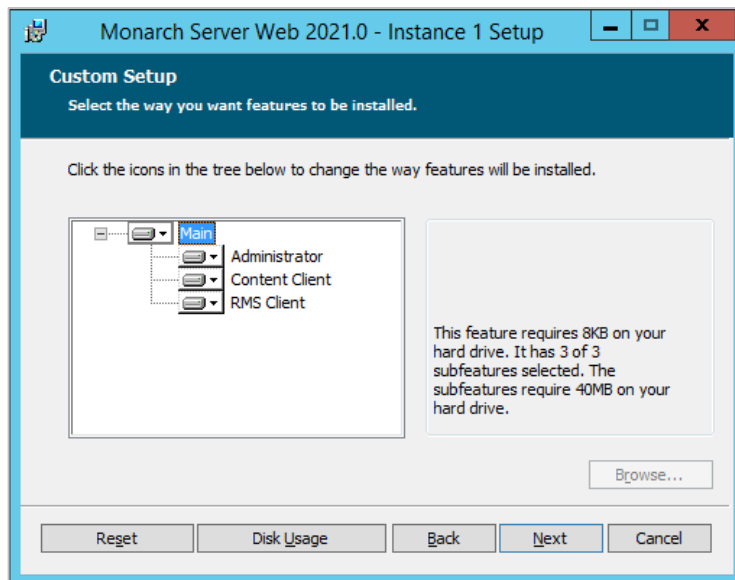 Monarch Server Web 2021.0 - Instance 1 Setup
Custom Setup
Select the way you want features to be installed.
Click the icons in the tree below to change the way features will be installed.
Main
Administrator
Content Client
RMS Client
This feature requires 8KB on your
hard drive. It has 3 of 3
subfeatures selected. The
subfeatures require 40MB on your
hard drive.
Browse...
Reset Disk Usage Back Next Cancel